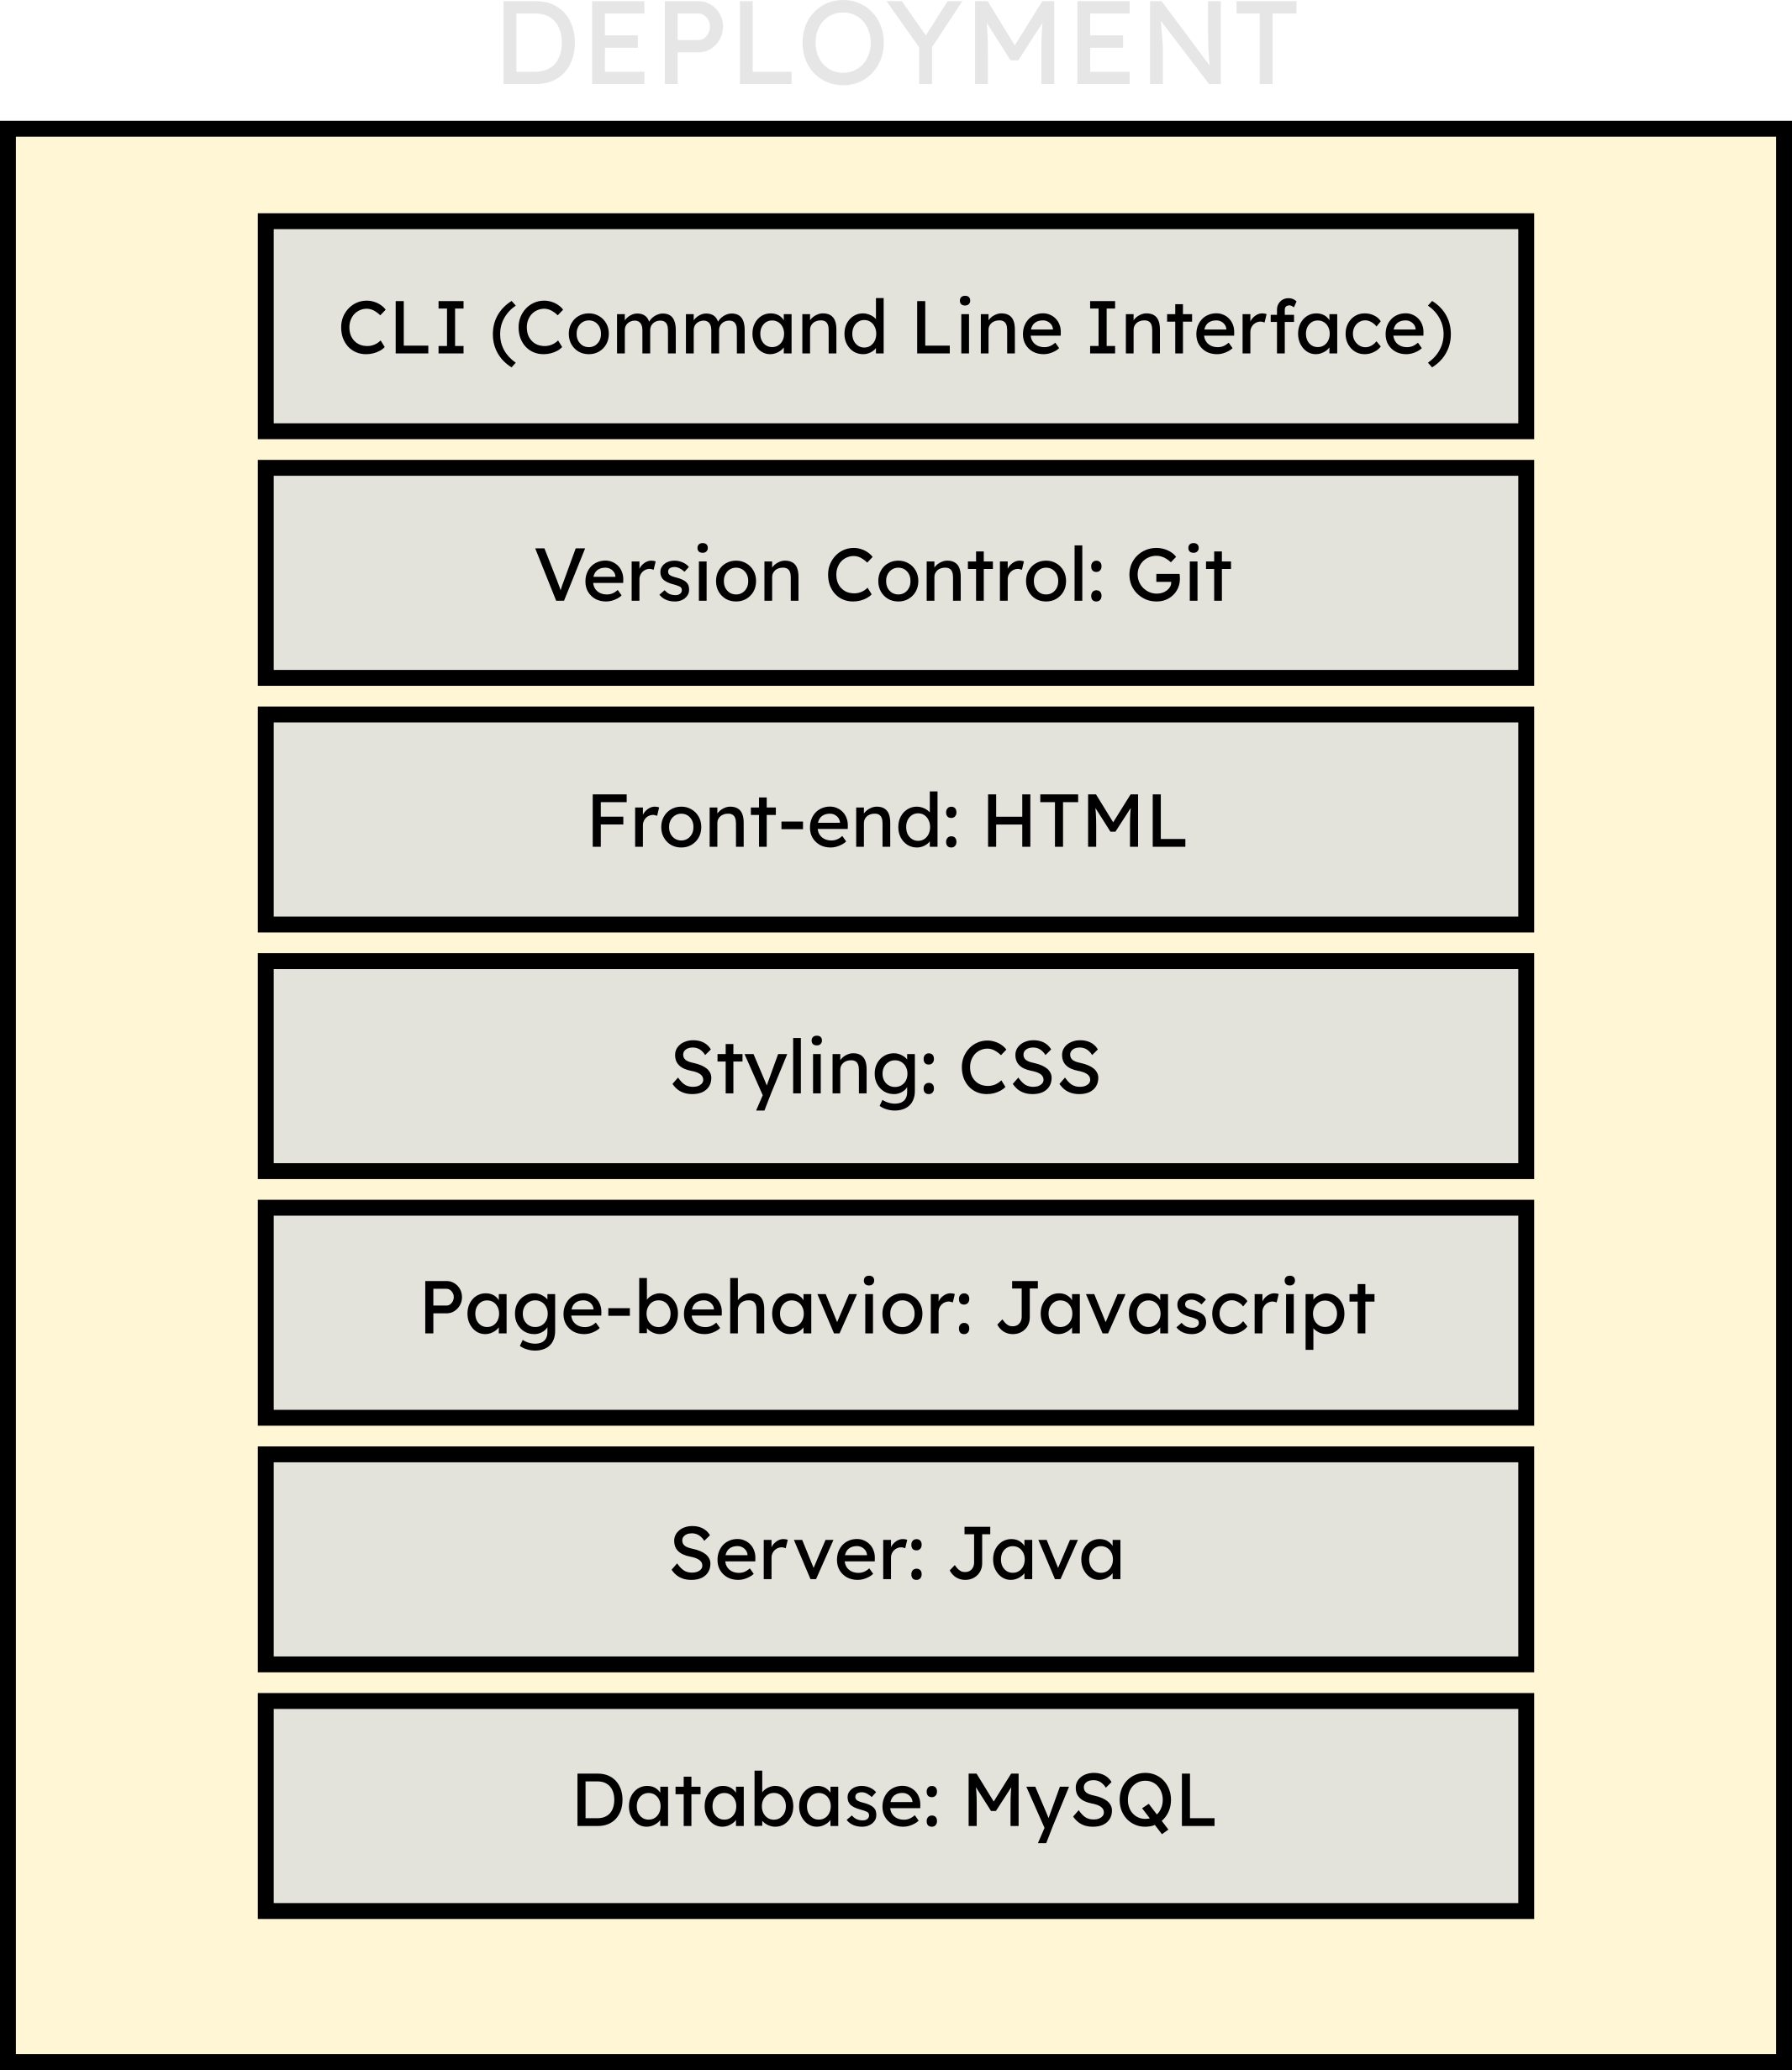 DEPLOYMENT
CLI (Command Line Interface)
Version Control: Git
Front-end: HTML
Styling: CSS
Page-behavior: Javascript
Server: Java
Database: MySQL